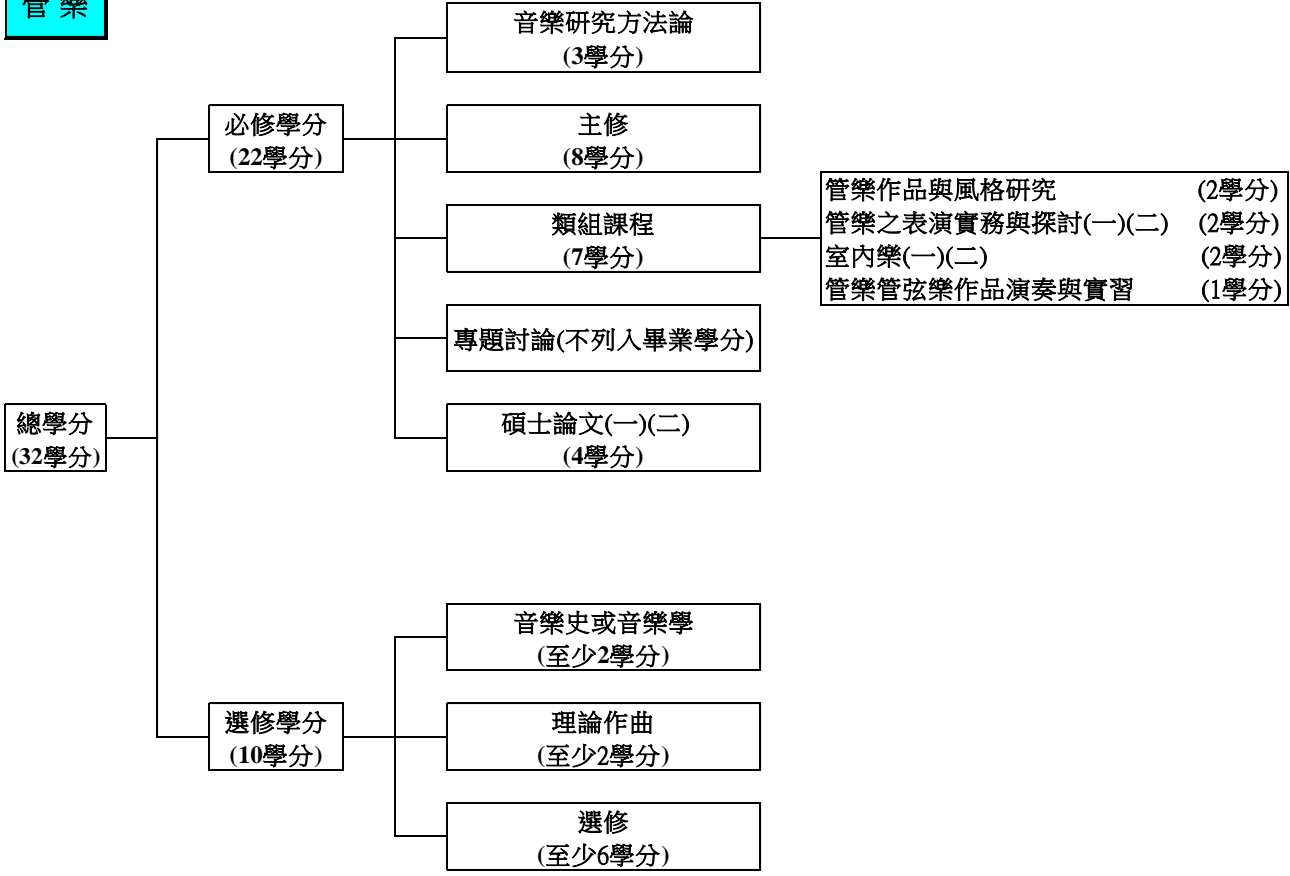 管 樂
音樂研究方法論
(3學分)
必修學分
(22學分)
主修
(8學分)
類組課程
(7學分)
管樂作品與風格研究 (2學分)
管樂之表演實務與探討(一)(二) (2學分)
室內樂(一)(二) (2學分)
管樂管弦樂作品演奏與實習 (1學分)
專題討論(不列入畢業學分)
總學分
(32學分)
碩士論文(一)(二)
(4學分)
音樂史或音樂學
(至少2學分)
選修學分
(10學分)
理論作曲
(至少2學分)
選修
(至少6學分)